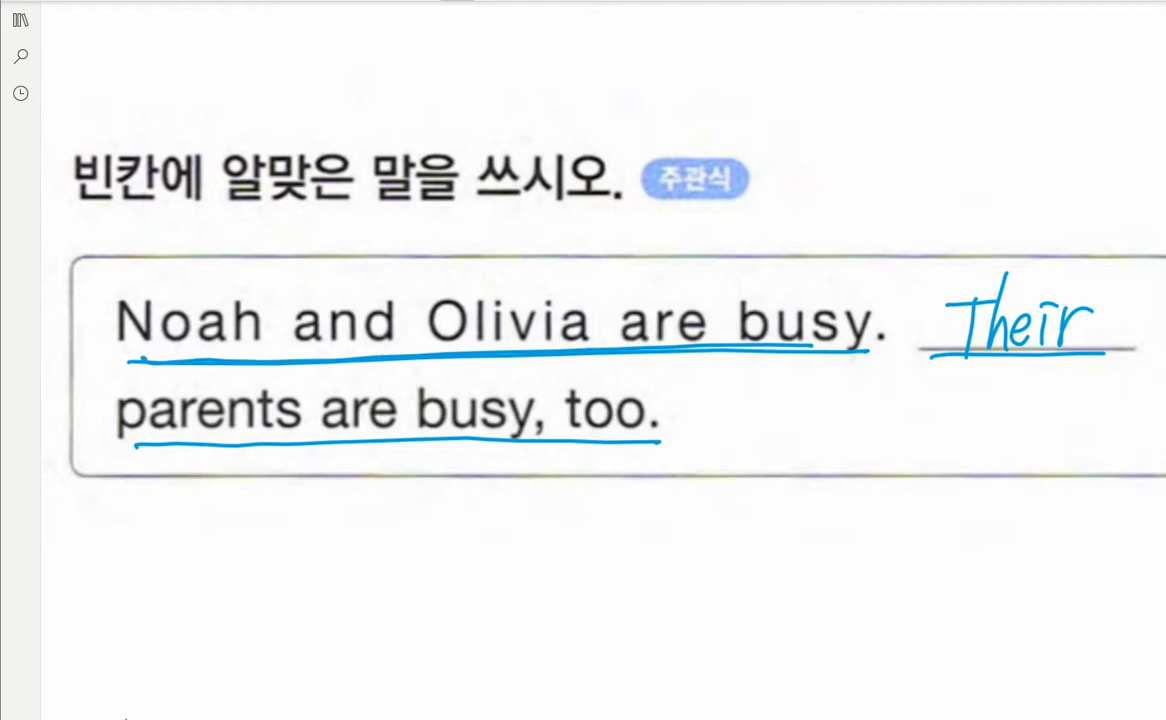 빈칸에 알맞은 말을 쓰시오. 주관식
Noah and Olivia are busy. Their
parents are busy, too.